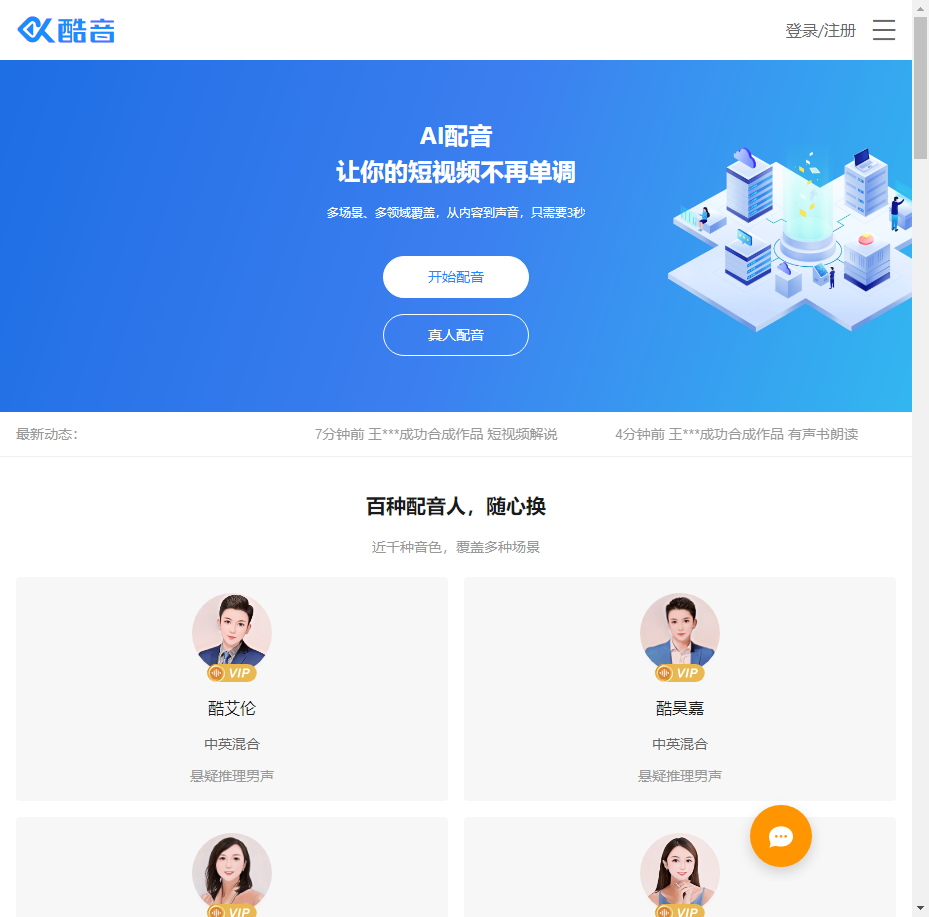 酷音
登录/注册
AI配音
让你的短视频不再单调
多场景、多领域覆盖，从内容到声音，只需要3秒
开始配音
真人配音
最新动态：
7分钟前 王***成功合成作品 短视频解说
4分钟前 王***成功合成作品 有声书朗读
百种配音人，随心换
近千种音色，覆盖多种场景
VIP
酷艾伦
中英混合
悬疑推理男声
VIP
酷昊嘉
中英混合
悬疑推理男声
VIP
VIP